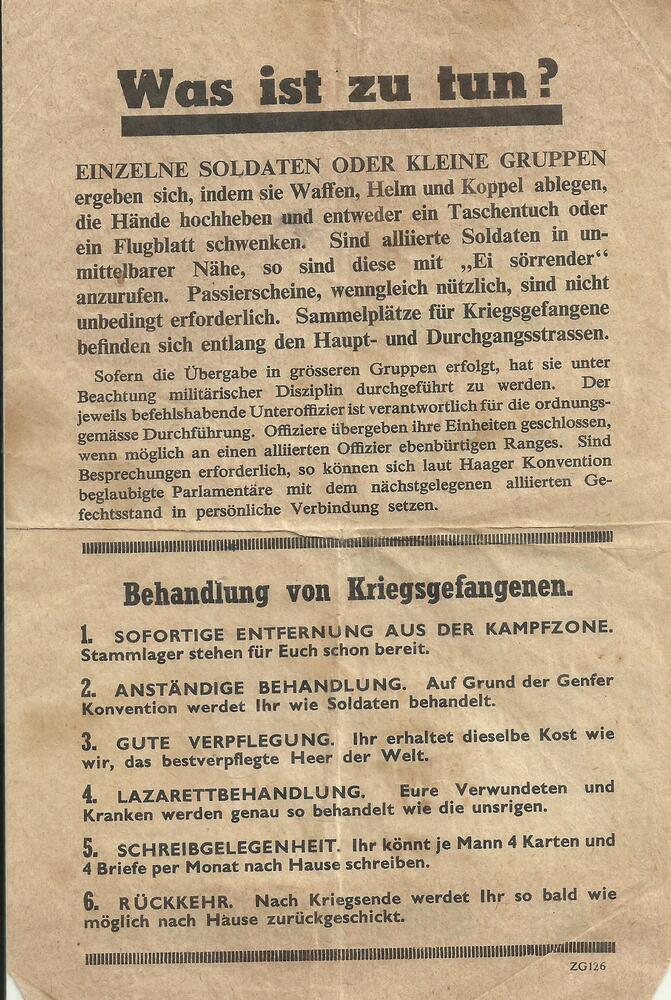 Was ist zu tun?
EINZELNE SOLDATEN ODER KLEINE GRUPPEN
ergeben sich, indem sie Waffen, Helm und Koppel ablegen,
die Hände hochheben und entweder ein Taschentuch oder
ein Flugblatt schwenken. Sind alliierte Soldaten in un-
mittelbarer Nähe, so sind diese mit „Ei sörrender“
anzurufen. Passierscheine, wenngleich nützlich, sind nicht
unbedingt erforderlich. Sammelplätze für Kriegsgefangene
befinden sich entlang den Haupt- und Durchgangsstrassen.
Sofern die Übergabe in grösseren Gruppen erfolgt, hat sie unter
Beachtung militärischer Disziplin durchgeführt zu werden. Der
jeweils befehlshabende Unteroffizier ist verantwortlich für die ordnungs-
gemässe Durchführung. Offiziere übergeben ihre Einheiten geschlossen,
wenn möglich an einen alliierten Offizier ebenbürtigen Ranges. Sind
Besprechungen erforderlich, so können sich laut Haager Konvention
beglaubigte Parlamentäre mit dem nächstgelegenen alliierten Ge-
fechtsstand in persönliche Verbindung setzen.
Behandlung von Kriegsgefangenen.
1. SOFORTIGE ENTFERNUNG AUS DER KAMPFZONE.
Stammlager stehen für Euch schon bereit.
2. ANSTÄNDIGE BEHANDLUNG. Auf Grund der Genfer
Konvention werdet Ihr wie Soldaten behandelt.
3. GUTE VERPFLEGUNG. Ihr erhaltet dieselbe Kost wie
wir, das bestverpflegte Heer der Welt.
4. LAZARETTBEHANDLUNG. Eure Verwundeten und
Kranken werden genau so behandelt wie die unsrigen.
5. SCHREIBGELEGENHEIT. Ihr könnt je Mann 4 Karten und
4 Briefe per Monat nach Hause schreiben.
6. RÜCKKEHR. Nach Kriegsende werdet Ihr so bald wie
möglich nach Hause zurückgeschickt.
ZG126